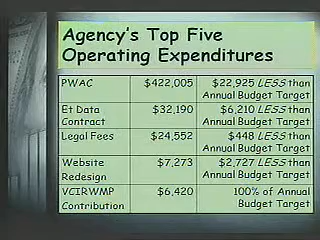 Agency's Top Five
Operating Expenditures
PWAC $422,005 $22,925 LESS than
Annual Budget Target
Et Data $32,190 $6,210 LESS than
Contract Annual Budget Target
Legal Fees $24,552 $448 LESS than
Annual Budget Target
Website $7,273 $2,727 LESS than
Redesign Annual Budget Target
VCIRWMP $6,420 100% of Annual
Contribution Budget Target